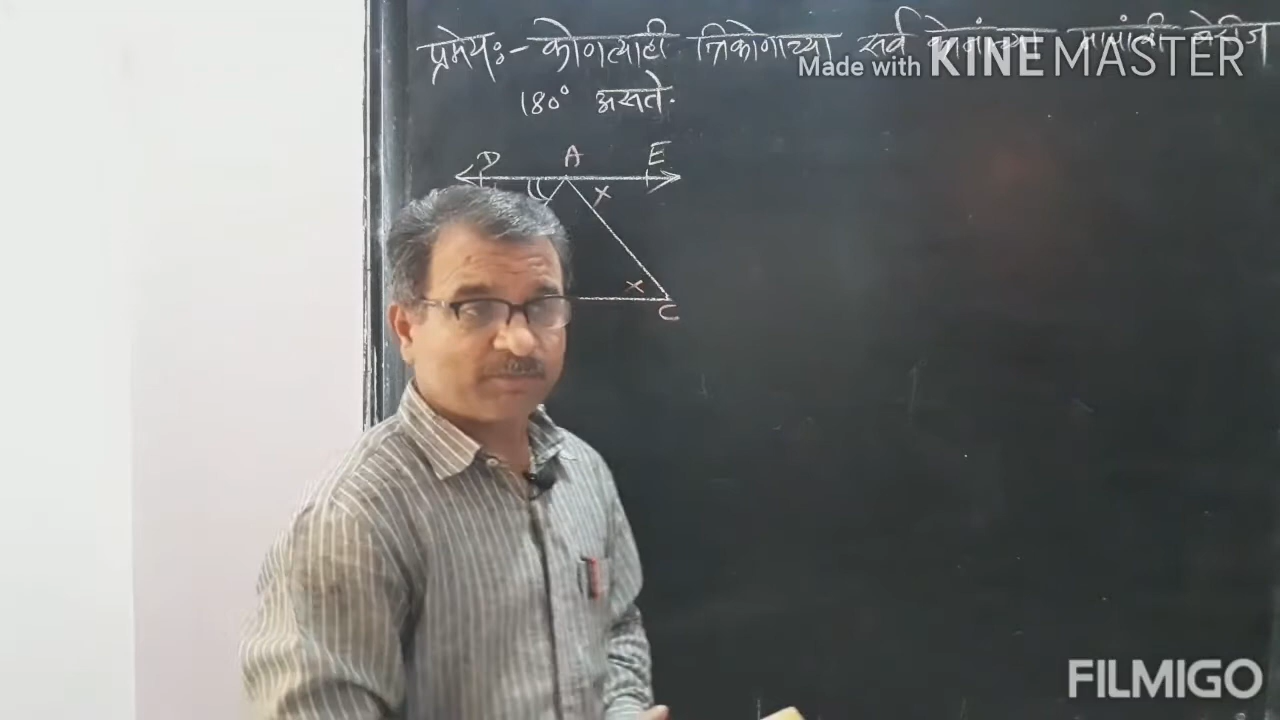 प्रमेय:- कोणत्याही त्रिकोणाच्या सर्व कोनांच्या मापांची बेरीज
Made with KINEMASTER
180° असते.
D A E
C
FILMIGO